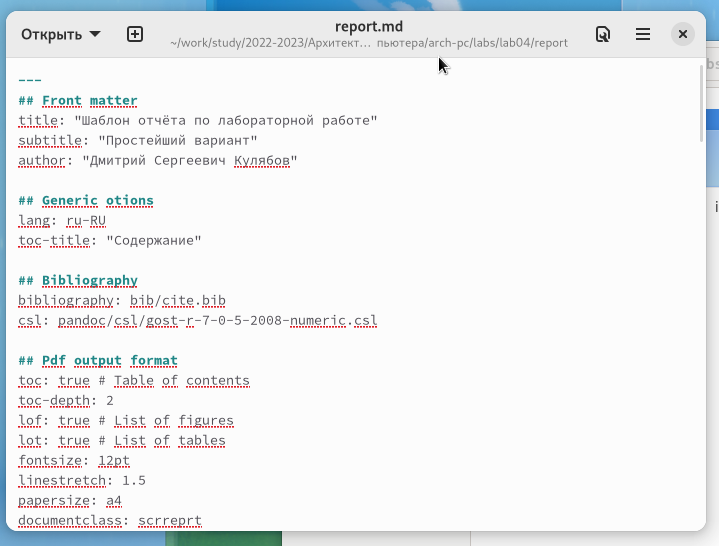 Открыть
report.md
~/work/study/2022-2023/Архитект… пьютера/arch-pc/labs/lab04/report
---
## Front matter
title: "Шаблон отчёта по лабораторной работе"
subtitle: "Простейший вариант"
author: "Дмитрий Сергеевич Кулябов"
## Generic otions
lang: ru-RU
toc-title: "Содержание"
## Bibliography
bibliography: bib/cite.bib
csl: pandoc/csl/gost-r-7-0-5-2008-numeric.csl
## Pdf output format
toc: true # Table of contents
toc-depth: 2
lof: true # List of figures
lot: true # List of tables
fontsize: 12pt
linestretch: 1.5
papersize: a4
documentclass: scrreprt